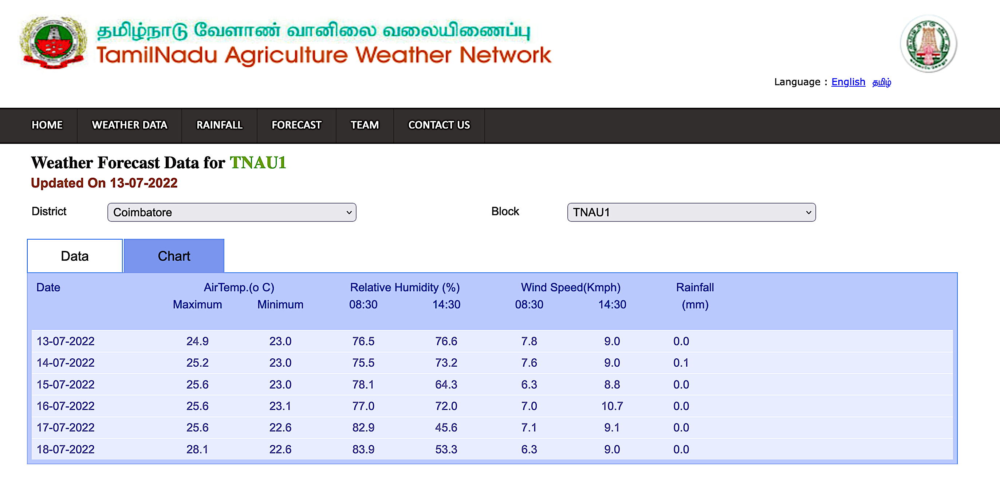 தமிழ்நாடு வேளாண் வானிலை வலையிணைப்பு
TamilNadu Agriculture Weather Network
Language : English தமிழ்
HOME WEATHER DATA RAINFALL FORECAST TEAM CONTACT US
Weather Forecast Data for TNAU1
Updated On 13-07-2022
District Coimbatore Block TNAU1
Data Chart
Date AirTemp.(o C) Relative Humidity (%) Wind Speed(Kmph) Rainfall
Maximum Minimum 08:30 14:30 08:30 14:30 (mm)
13-07-2022 24.9 23.0 76.5 76.6 7.8 9.0 0.0
14-07-2022 25.2 23.0 75.5 73.2 7.6 9.0 0.1
15-07-2022 25.6 23.0 78.1 64.3 6.3 8.8 0.0
16-07-2022 25.6 23.1 77.0 72.0 7.0 10.7 0.0
17-07-2022 25.6 22.6 82.9 45.6 7.1 9.1 0.0
18-07-2022 28.1 22.6 83.9 53.3 6.3 9.0 0.0